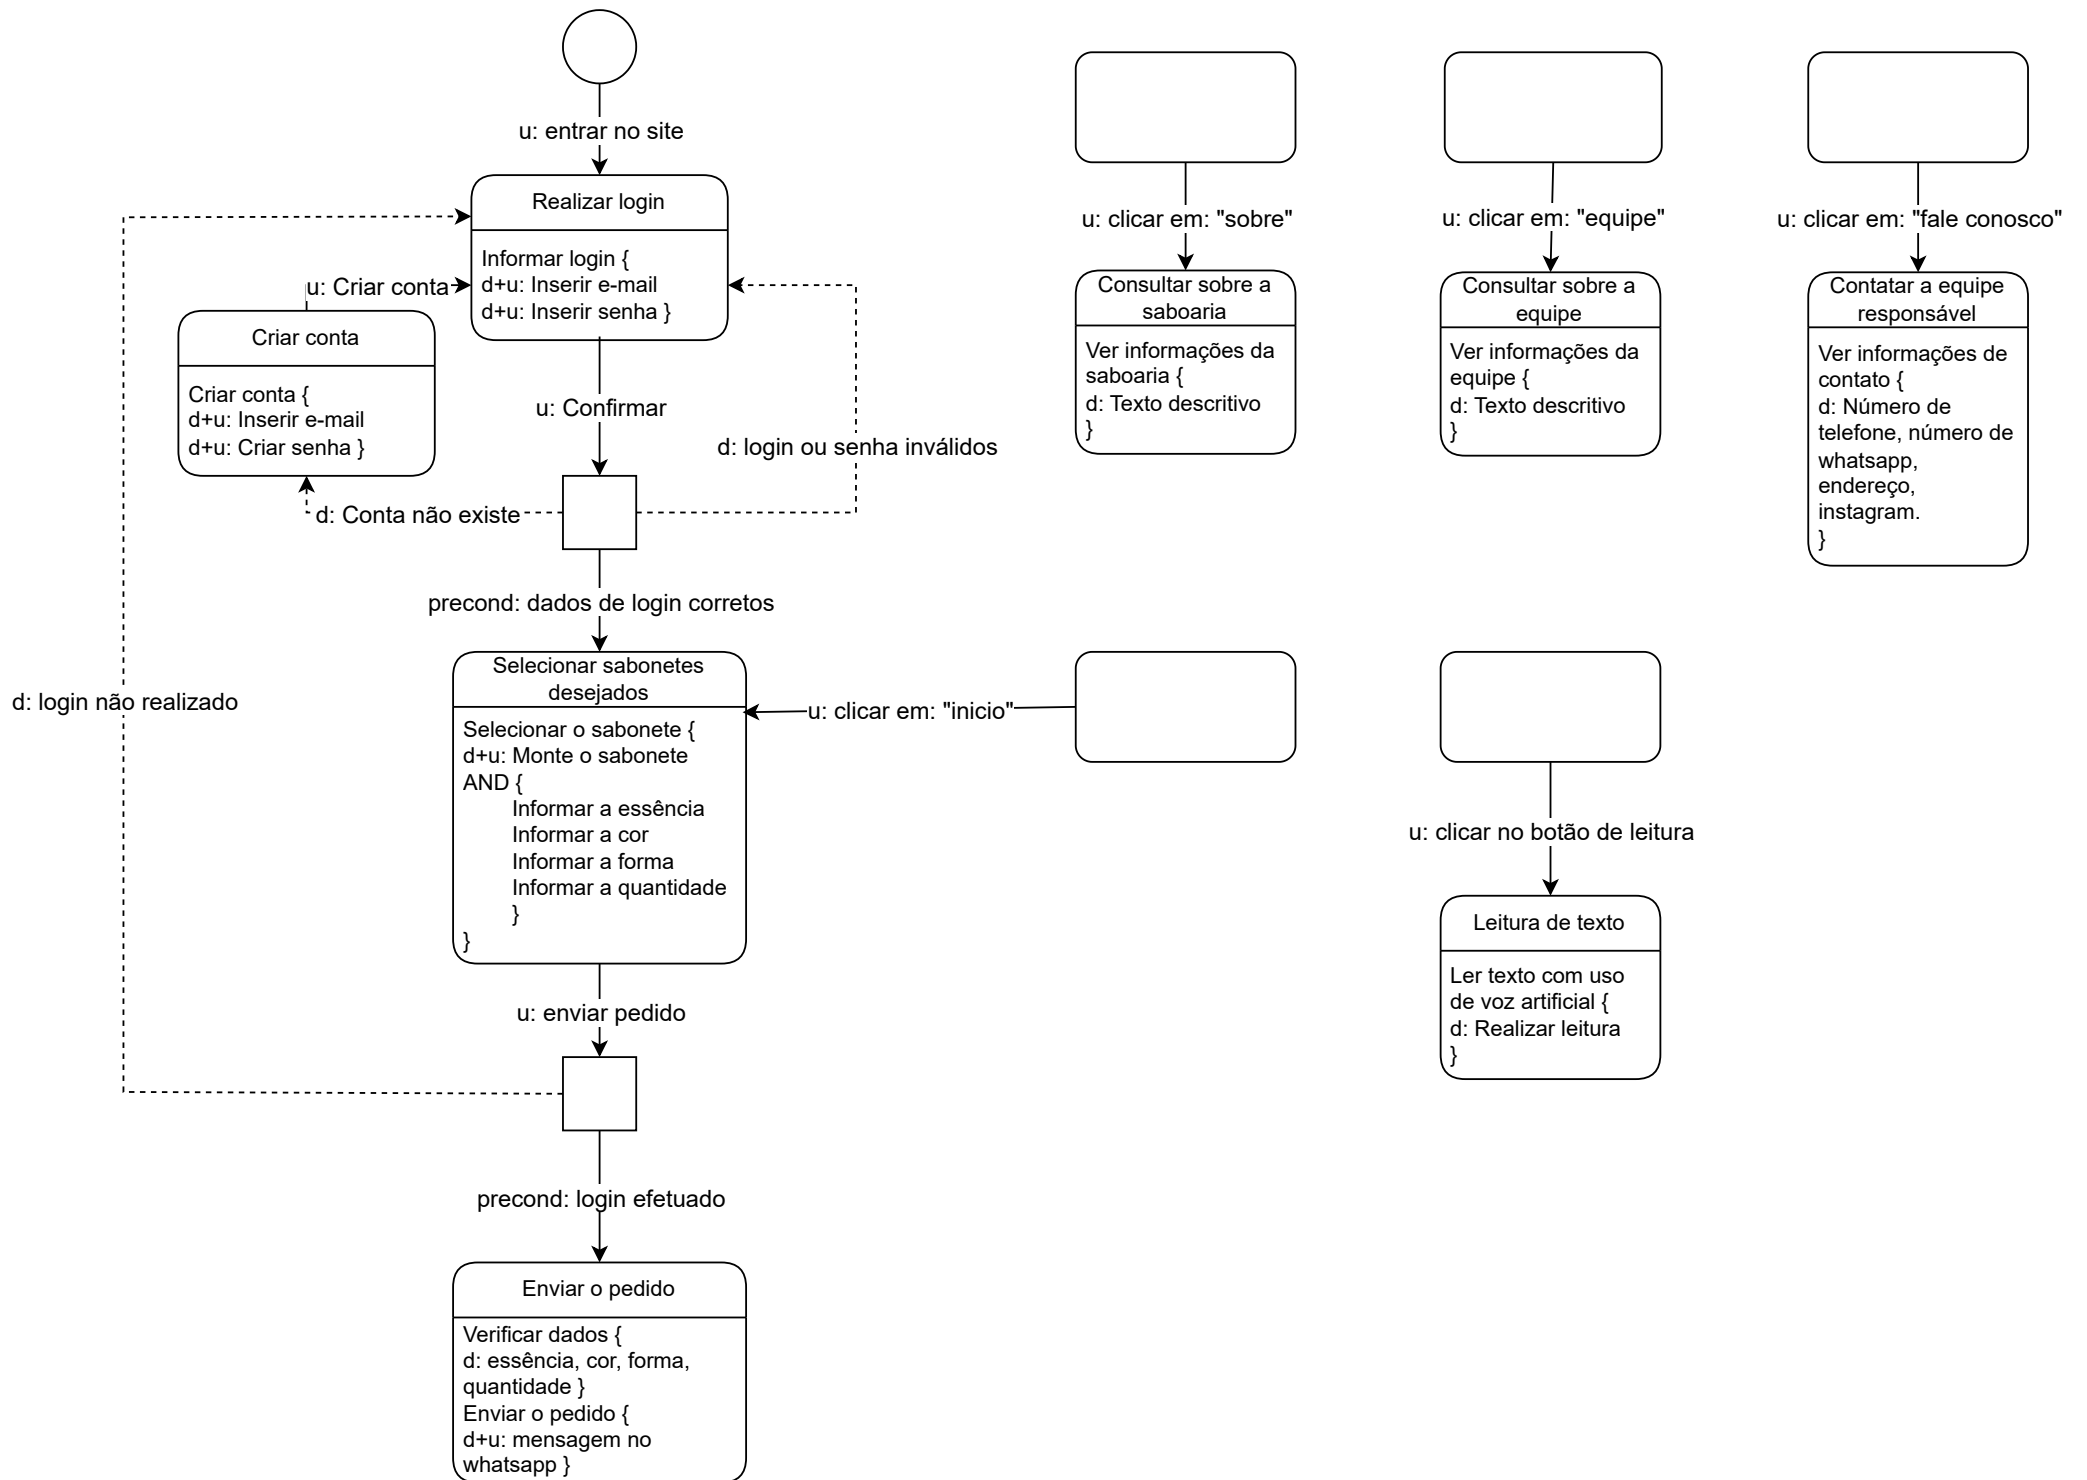 u: entrar no site
Realizar login
Informar login {
d+u: Inserir e-mail
d+u: Inserir senha }
u: Criar conta
Criar conta
Criar conta {
d+u: Inserir e-mail
d+u: Criar senha }
u: Confirmar
d: login ou senha inválidos
d: Conta não existe
precond: dados de login corretos
d: login não realizado
Selecionar sabonetes
desejados
Selecionar o sabonete {
d+u: Monte o sabonete
AND {
Informar a essência
Informar a cor
Informar a forma
Informar a quantidade
}
}
u: clicar em: "inicio"
u: enviar pedido
precond: login efetuado
Enviar o pedido
Verificar dados {
d: essência, cor, forma,
quantidade }
Enviar o pedido {
d+u: mensagem no
whatsapp }
u: clicar em: "sobre"
Consultar sobre a
saboaria
Ver informações da
saboaria {
d: Texto descritivo
}
u: clicar em: "equipe"
Consultar sobre a
equipe
Ver informações da
equipe {
d: Texto descritivo
}
u: clicar em: "fale conosco"
Contatar a equipe
responsável
Ver informações de
contato {
d: Número de
telefone, número de
whatsapp,
endereço,
instagram.
}
u: clicar no botão de leitura
Leitura de texto
Ler texto com uso
de voz artificial {
d: Realizar leitura
}